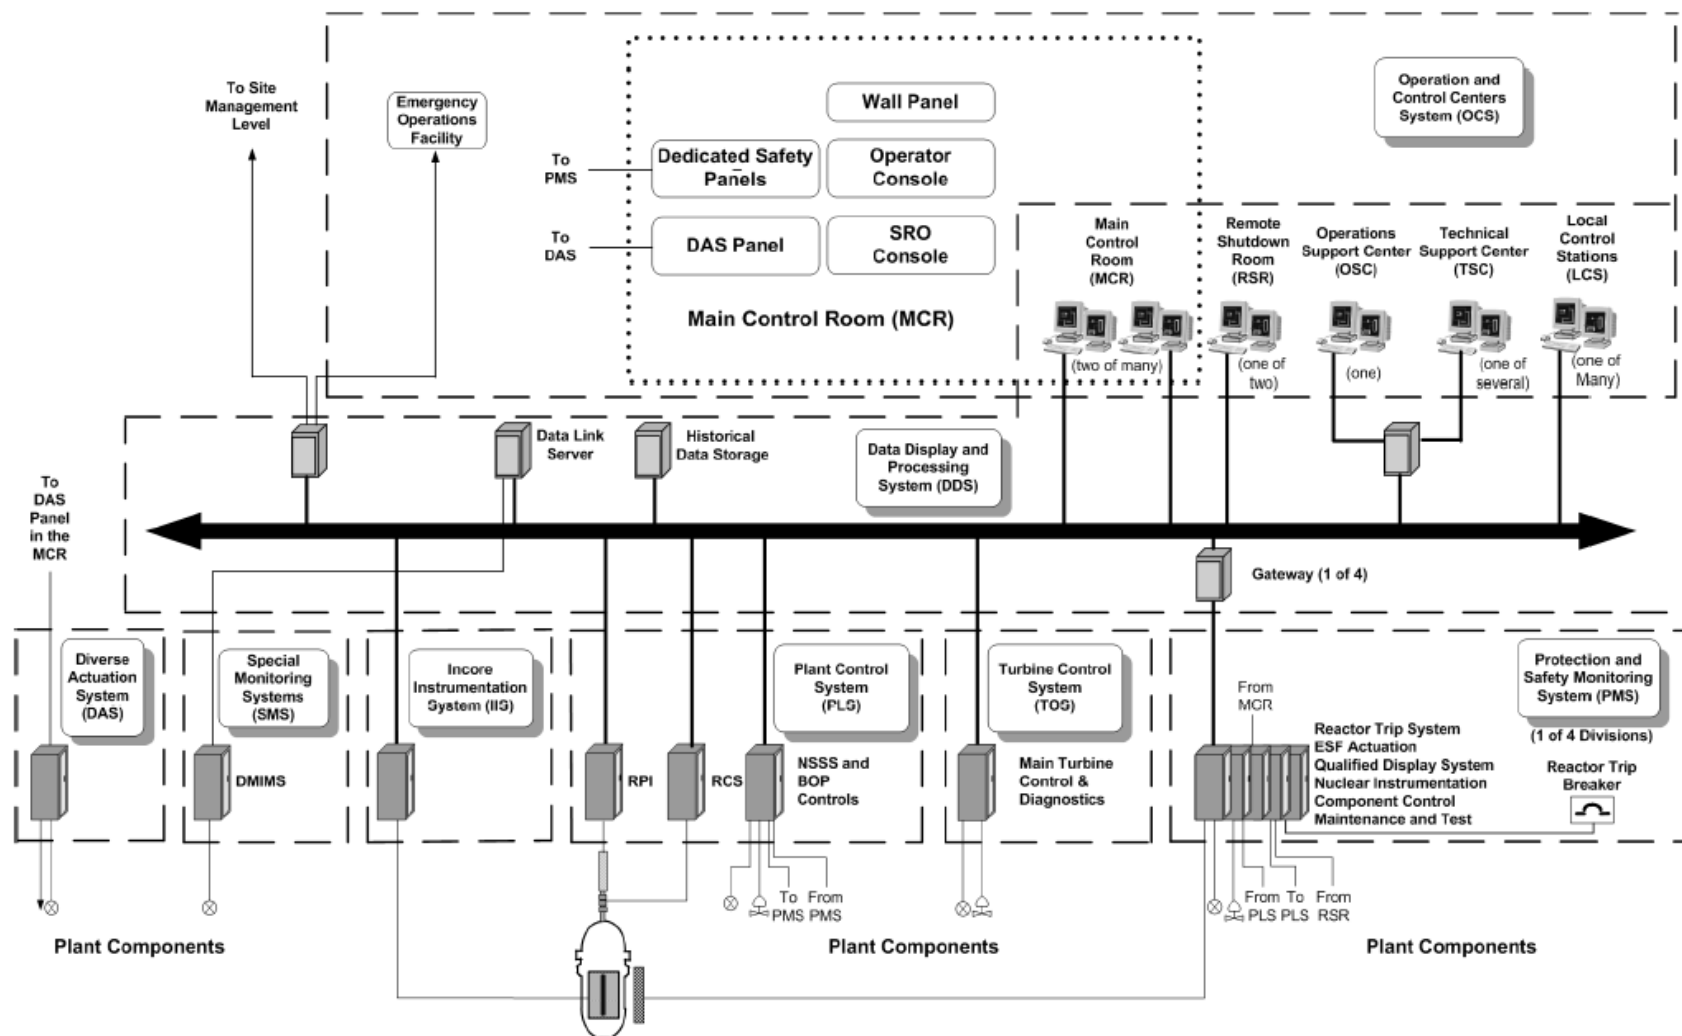 To Site
Management
Level
Emergency
Operations
Facility
Wall Panel
Operation and
Control Centers
System (OCS)
To
PMS
Dedicated Safety
Panels
Operator
Console
To
DAS
DAS Panel
SRO
Console
Main Control Room (MCR)
Main
Control
Room
(MCR)
Remote
Shutdown
Room
(RSR)
Operations
Support Center
(OSC)
Technical
Support Center
(TSC)
Local
Control
Stations
(LCS)
(two of many)
(one of
two)
(one)
(one of
several)
(one of
Many)
Data Link
Server
Historical
Data Storage
Data Display and
Processing
System (DDS)
To
DAS
Panel
in the
MCR
Gateway (1 of 4)
Diverse
Actuation
System
(DAS)
Special
Monitoring
Systems
(SMS)
DMIMS
Incore
Instrumentation
System (IIS)
Plant Control
System
(PLS)
RPI
RCS
NSSS and
BOP
Controls
Turbine Control
System
(TOS)
Main Turbine
Control &
Diagnostics
Protection and
Safety Monitoring
System (PMS)
(1 of 4 Divisions)
From
MCR
Reactor Trip System
ESF Actuation
Qualified Display System
Nuclear Instrumentation
Component Control
Maintenance and Test
Reactor Trip
Breaker
To
PMS
From
PMS
From
PLS
To
PLS
From
RSR
Plant Components
Plant Components
Plant Components